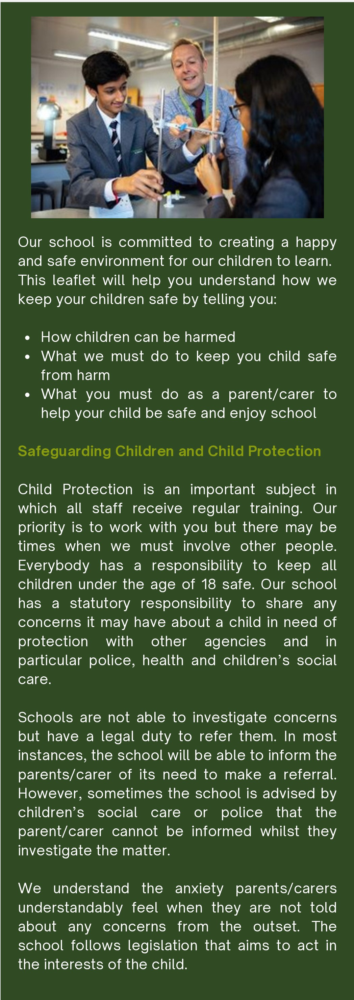 Our school is committed to creating a happy
and safe environment for our children to learn.
This leaflet will help you understand how we
keep your children safe by telling you:
• How children can be harmed
• What we must do to keep you child safe
from harm
• What you must do as a parent/carer to
help your child be safe and enjoy school
Safeguarding Children and Child Protection
Child Protection is an important subject in
which all staff receive regular training. Our
priority is to work with you but there may be
times when we must involve other people.
Everybody has a responsibility to keep all
children under the age of 18 safe. Our school
has a statutory responsibility to share any
concerns it may have about a child in need of
protection with other agencies and in
particular police, health and children’s social
care.
Schools are not able to investigate concerns
but have a legal duty to refer them. In most
instances, the school will be able to inform the
parents/carer of its need to make a referral.
However, sometimes the school is advised by
children’s social care or police that the
parent/carer cannot be informed whilst they
investigate the matter.
We understand the anxiety parents/carers
understandably feel when they are not told
about any concerns from the outset. The
school follows legislation that aims to act in
the interests of the child.